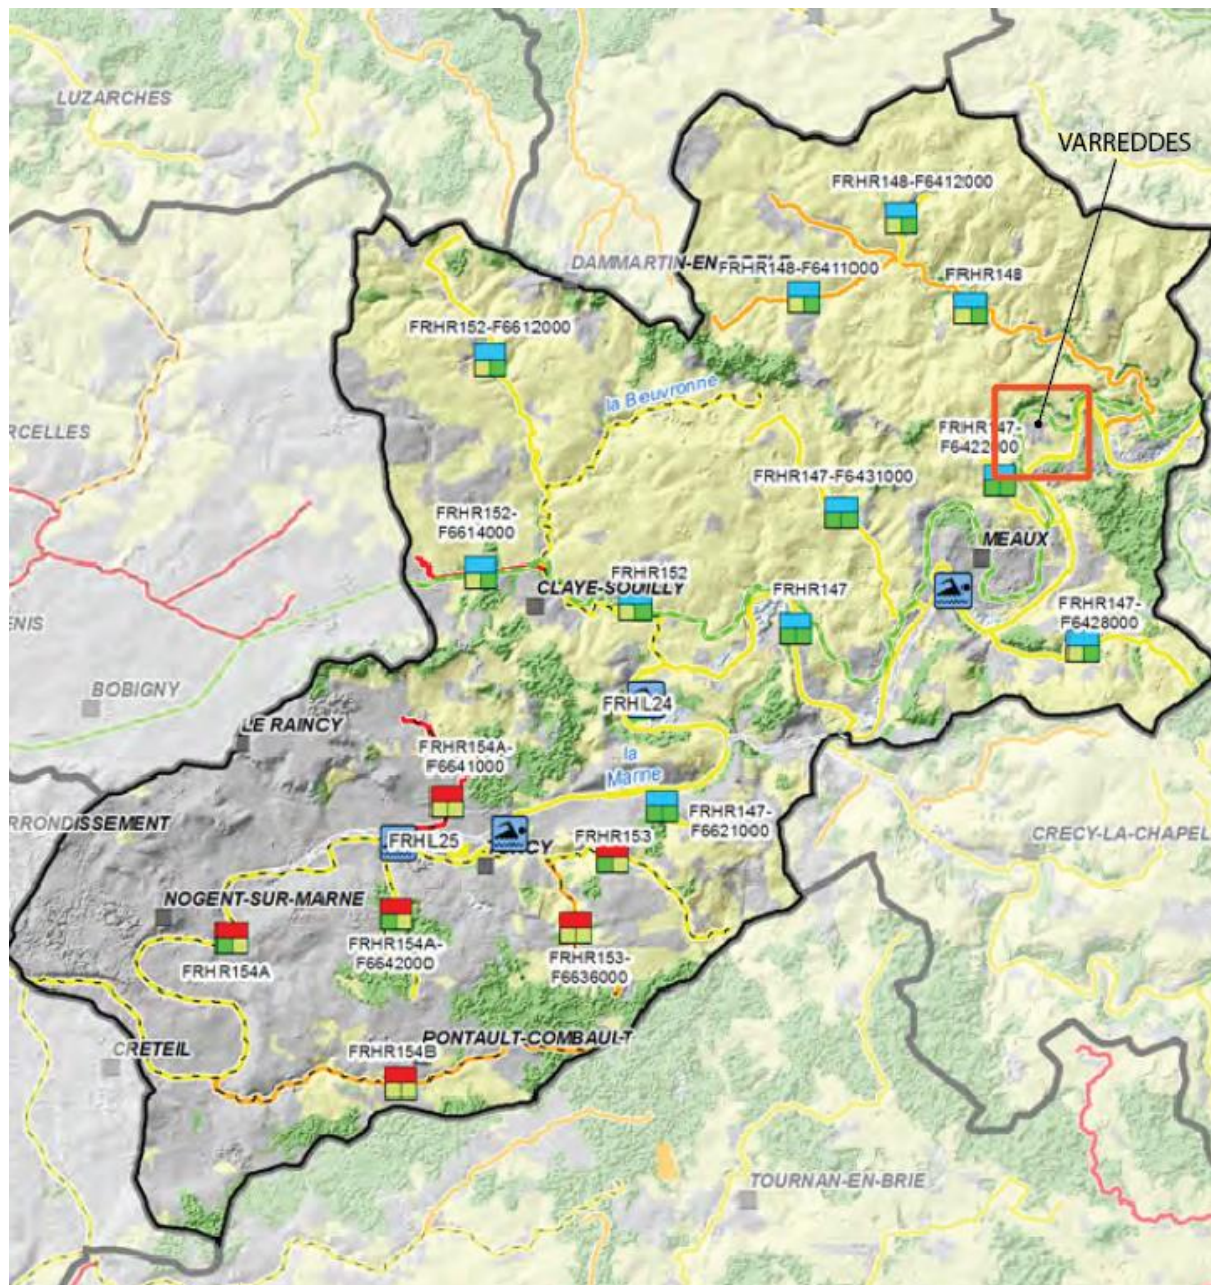 LUZARCHES
VARREDDES
FRHR148-F6412000
DAMMARTIN-EN-
FRHR148-F6411000
FRHR148
FRHR152-F6612000
la Beuvronne
RCELLES
FRHR147-
F6422000
FRHR147-F6431000
FRHR152-
F6614000
MEAUX
FRHR152
CLAYE-SOUILLY
FRHR147
FRHR147-
F6428000
ENIS
BOBIGNY
FRHL24
LE RAINCY
FRHR154A-
F6641000
la
Marne
FRHR147-
F6621000
RRONDISSEMENT
FRHL25
FRHR153
CRECY-LA-CHAPEL
NOGENT-SUR-MARNE
FRHR154A
FRHR154A-
F6642000
FRHR153-
F6636000
PONTAULT-COMBAULT
CRETEIL
FRHR154B
TOURNAN-EN-BRIE